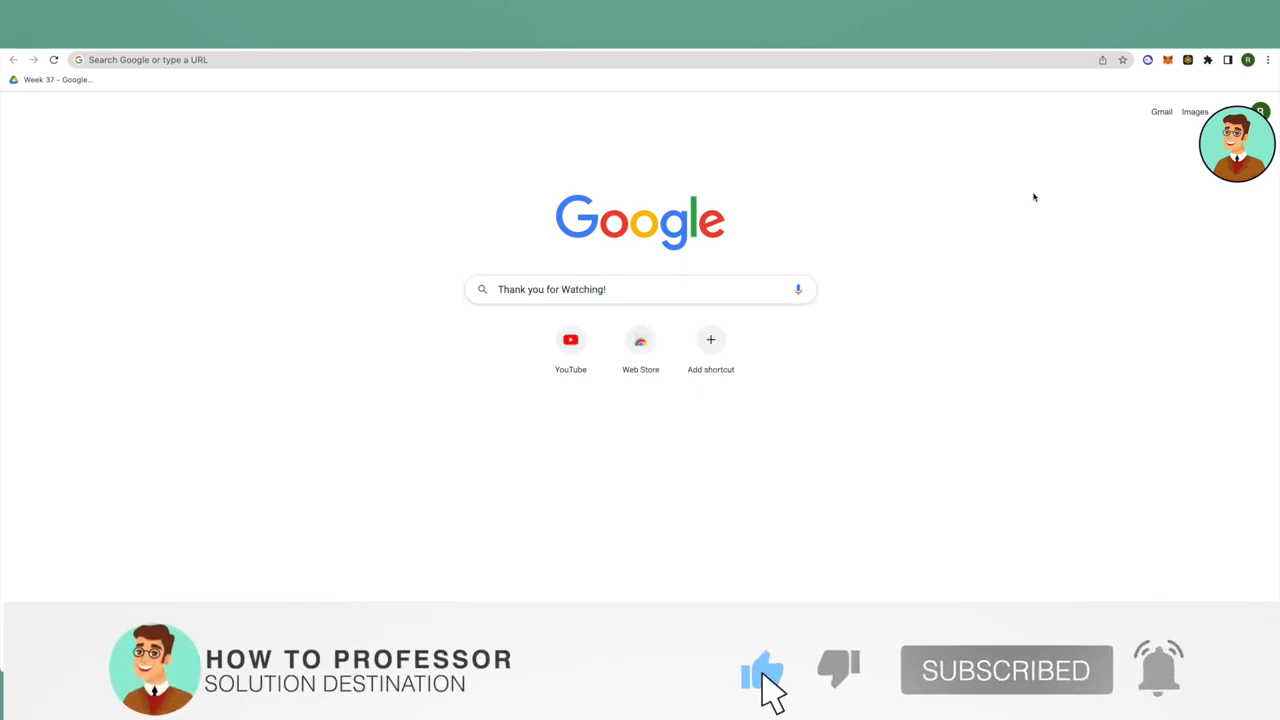 Search Google or type a URL
Week 37 - Google...
Gmail Images
Google
Thank you for Watching!
YouTube Web Store Add shortcut
HOW TO PROFESSOR
SOLUTION DESTINATION
SUBSCRIBED